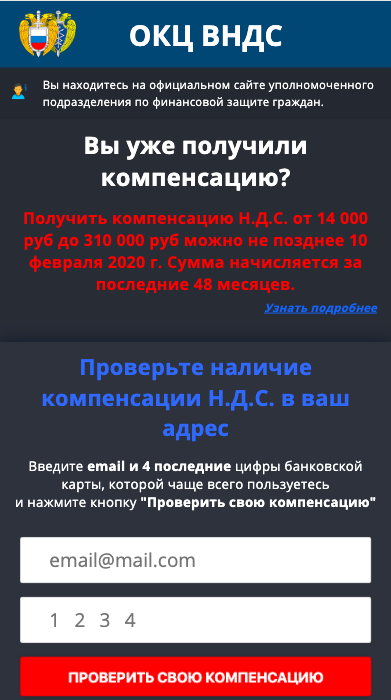 ОКЦ ВНДС
Вы находитесь на официальном сайте уполномоченного
подразделения по финансовой защите граждан.
Вы уже получили
компенсацию?
Получить компенсацию Н.Д.С. от 14 000
руб до 310 000 руб можно не позднее 10
февраля 2020 г. Сумма начисляется за
последние 48 месяцев.
Узнать подробнее
Проверьте наличие
компенсации Н.Д.С. в ваш
адрес
Введите email и 4 последние цифры банковской
карты, которой чаще всего пользуетесь
и нажмите кнопку "Проверить свою компенсацию"
email@mail.com
1 2 3 4
ПРОВЕРИТЬ СВОЮ КОМПЕНСАЦИЮ